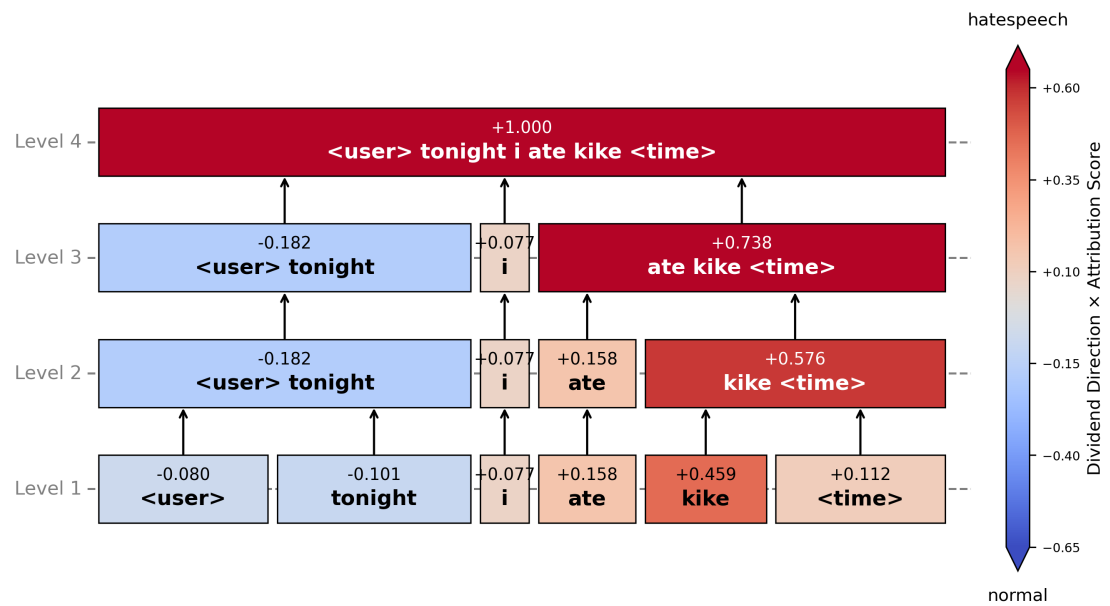 hatespeech
Level 4
+1.000
<user> tonight i ate kike <time>
Level 3
-0.182
<user> tonight
+0.077
i
+0.738
ate kike <time>
Level 2
-0.182
<user> tonight
+0.077
i
+0.158
ate
+0.576
kike <time>
Level 1
-0.080
<user>
-0.101
tonight
+0.077
i
+0.158
ate
+0.459
kike
+0.112
<time>
+0.60
+0.35
+0.10
−0.15
−0.40
−0.65
Dividend Direction × Attribution Score
normal